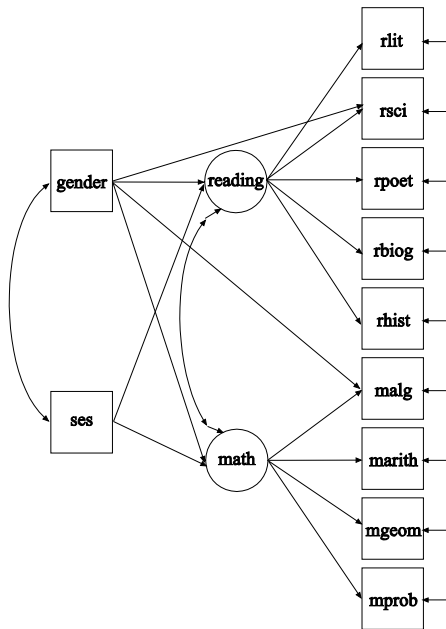 rlit
rsci
gender
reading
rpoet
rbiog
rhist
malg
ses
math
marith
mgeom
mprob